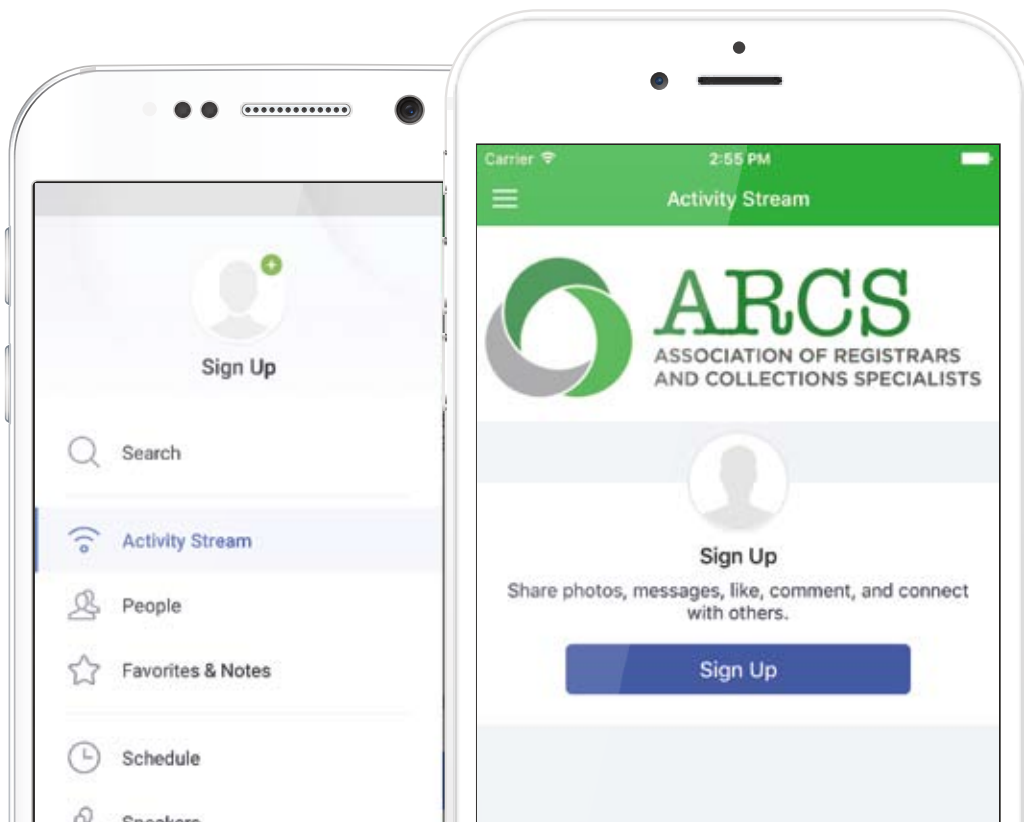 Sign Up
Search
Activity Stream
People
Favorites & Notes
Schedule
Speakers
Carrier
2:55 PM
Activity Stream
ARCS
ASSOCIATION OF REGISTRARS
AND COLLECTIONS SPECIALISTS
Sign Up
Share photos, messages, like, comment, and connect
with others.
Sign Up